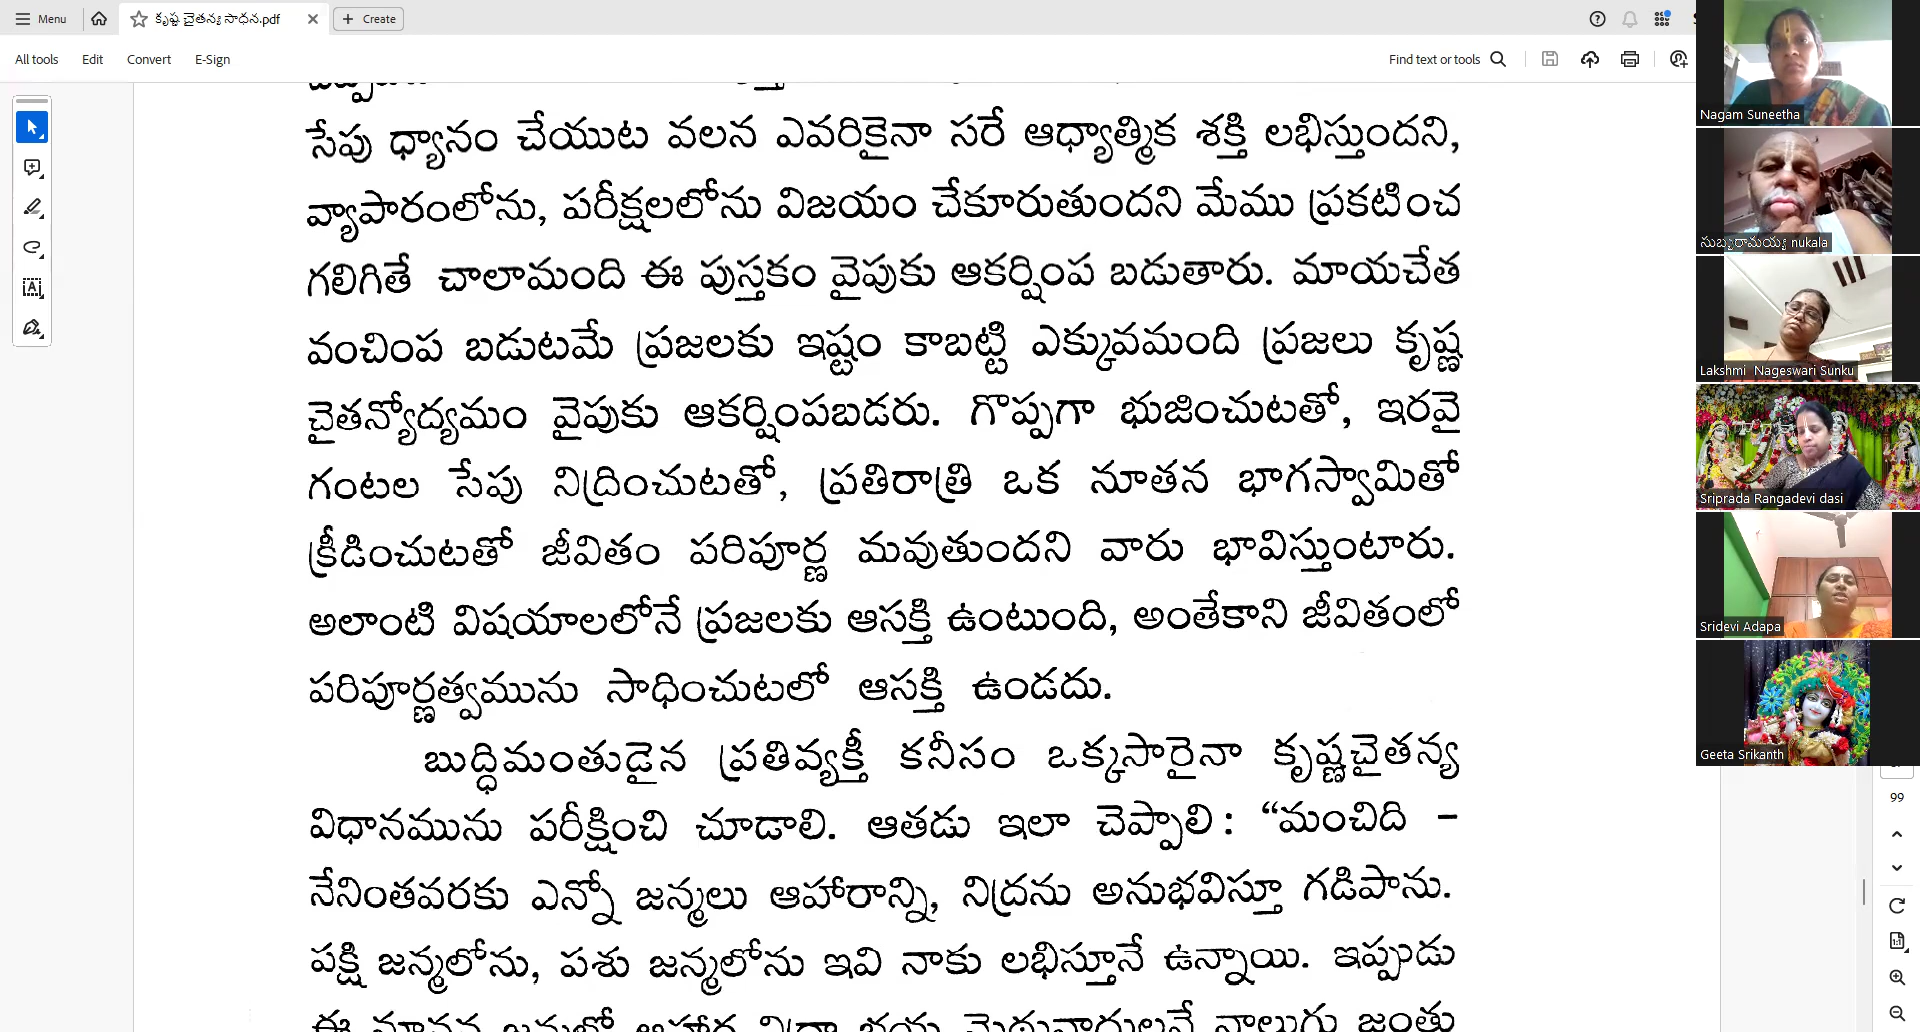 Menu
కృష్ణ చైతన్య సాధన.pdf
Create
All tools Edit Convert E-Sign
Find text or tools
సేపు ధ్యానం చేయుట వలన ఎవరికైనా సరే ఆధ్యాత్మిక శక్తి లభిస్తుందని,
వ్యాపారంలోను, పరీక్షలలోను విజయం చేకూరుతుందని మేము ప్రకటించ
గలిగితే చాలామంది ఈ పుస్తకం వైపుకు ఆకర్షింప బడుతారు. మాయచేత
వంచింప బడుటమే ప్రజలకు ఇష్టం కాబట్టి ఎక్కువమంది ప్రజలు కృష్ణ
చైతన్యోద్యమం వైపుకు ఆకర్షింపబడరు. గొప్పగా భుజించుటతో, ఇరవై
గంటల సేపు నిద్రించుటతో, ప్రతిరాత్రి ఒక నూతన భాగస్వామితో
క్రీడించుటతో జీవితం పరిపూర్ణ మవుతుందని వారు భావిస్తుంటారు.
అలాంటి విషయాలలోనే ప్రజలకు ఆసక్తి ఉంటుంది, అంతేకాని జీవితంలో
పరిపూర్ణత్వమును సాధించుటలో ఆసక్తి ఉండదు.
బుద్ధిమంతుడైన ప్రతివ్యక్తీ కనీసం ఒక్కసారైనా కృష్ణచైతన్య
విధానమును పరీక్షించి చూడాలి. ఆతడు ఇలా చెప్పాలి: “మంచిది –
నేనింతవరకు ఎన్నో జన్మలు ఆహారాన్ని, నిద్రను అనుభవిస్తూ గడిపాను.
పక్షి జన్మలోను, పశు జన్మలోను ఇవి నాకు లభిస్తూనే ఉన్నాయి. ఇప్పుడు
Nagam Suneetha
సుబ్బరామయ్య nukala
Lakshmi Nageswari Sunku
Sriprada Rangadevi dasi
Sridevi Adapa
Geeta Srikanth
99